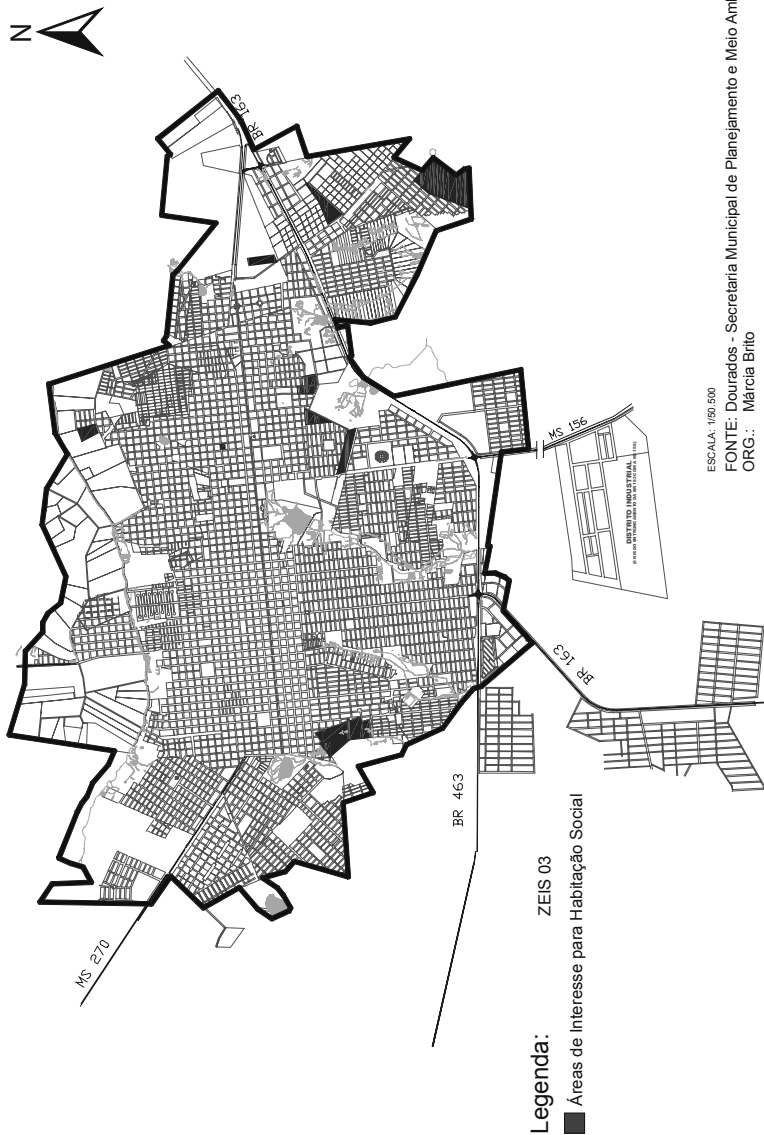 N
BR 163
MS 156
DISTRITO INDUSTRIAL
BR 163
BR 463
MS 270
Legenda:
ZEIS 03
Áreas de Interesse para Habitação Social
ESCALA: 1/50.500
FONTE: Dourados - Secretaria Municipal de Planejamento e Meio Am
ORG.: Márcia Brito